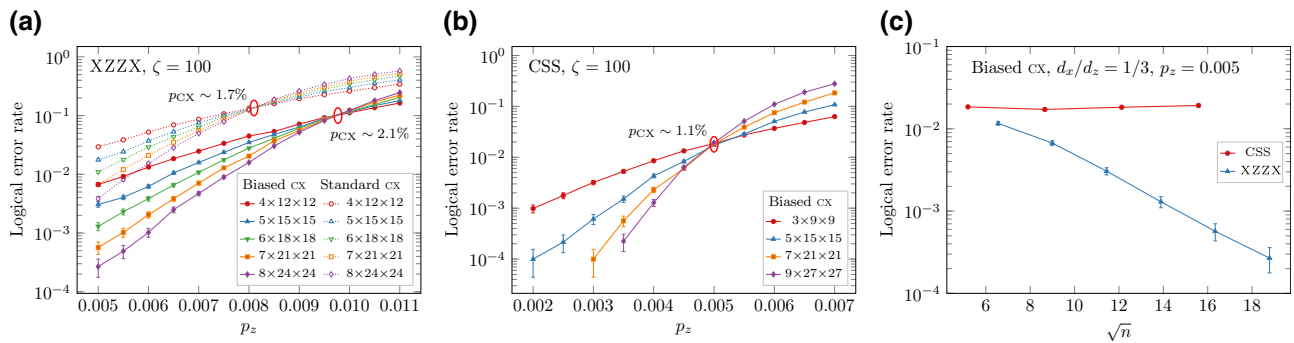 (a)
XZZX, ζ = 100
p_CX ~ 1.7%
p_CX ~ 2.1%
Biased CX Standard CX
4×12×12 4×12×12
5×15×15 5×15×15
6×18×18 6×18×18
7×21×21 7×21×21
8×24×24 8×24×24
Logical error rate
10^0
10^−1
10^−2
10^−3
10^−4
0.005 0.006 0.007 0.008 0.009 0.010 0.011
p_z
(b)
CSS, ζ = 100
p_CX ~ 1.1%
Biased CX
3×9×9
5×15×15
7×21×21
9×27×27
Logical error rate
10^0
10^−1
10^−2
10^−3
10^−4
0.002 0.003 0.004 0.005 0.006 0.007
p_z
(c)
Biased CX, d_x/d_z = 1/3, p_z = 0.005
CSS
XZZX
Logical error rate
10^−1
10^−2
10^−3
10^−4
6 8 10 12 14 16 18
√n